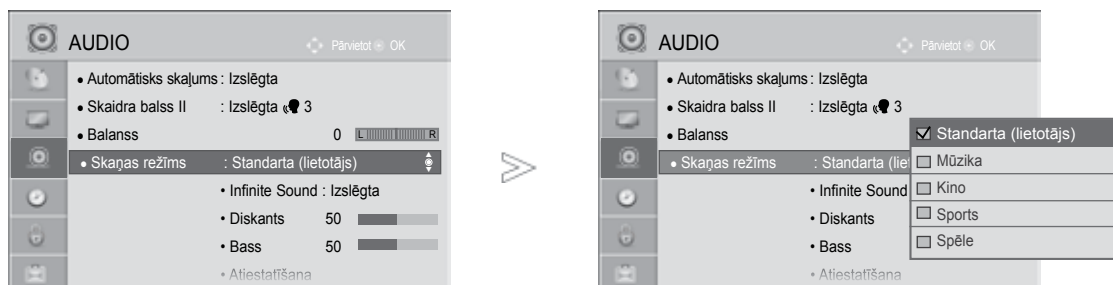 AUDIO
Pārvietot OK
• Automātisks skaļums : Izslēgta
• Skaidra balss II : Izslēgta 3
• Balanss 0 L R
• Skaņas režīms : Standarta (lietotājs)
• Infinite Sound : Izslēgta
• Diskants 50
• Bass 50
• Atiestatīšana
AUDIO
Pārvietot OK
• Automātisks skaļums : Izslēgta
• Skaidra balss II : Izslēgta 3
• Balanss
• Skaņas režīms : Standarta (liet
• Infinite Sound
• Diskants
• Bass
• Atiestatīšana
Standarta (lietotājs)
Mūzika
Kino
Sports
Spēle